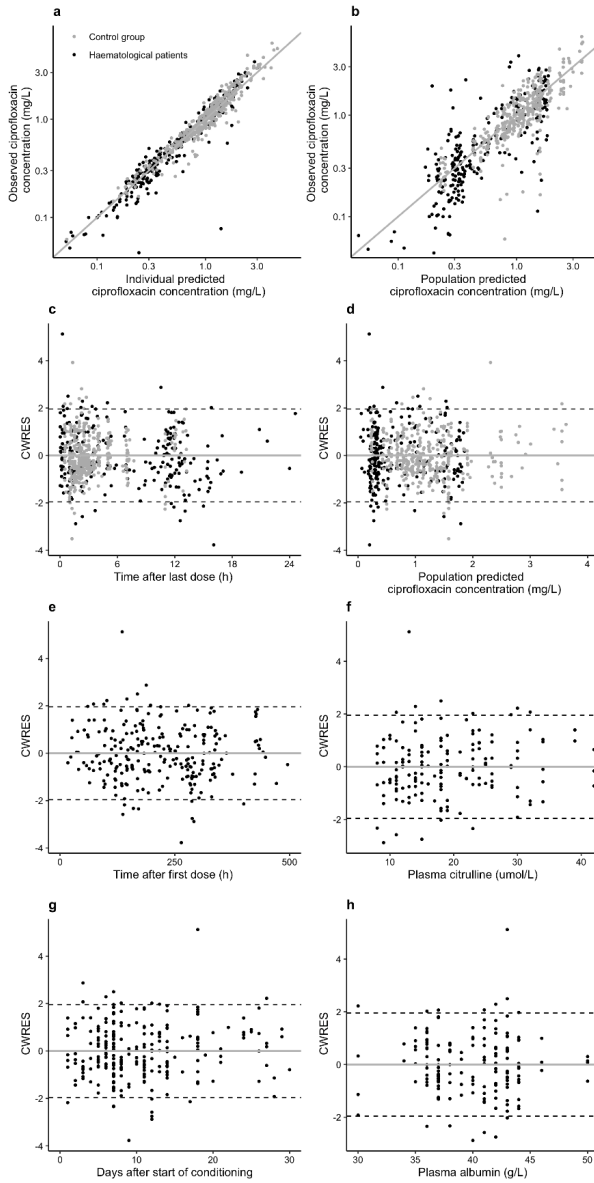 a
Control group
Haematological patients
Observed ciprofloxacin
concentration (mg/L)
3.0
1.0
0.3
0.1
0.1
0.3
1.0
3.0
Individual predicted
ciprofloxacin concentration (mg/L)
b
Observed ciprofloxacin
concentration (mg/L)
3.0
1.0
0.3
0.1
0.1
0.3
1.0
3.0
Population predicted
ciprofloxacin concentration (mg/L)
c
CWRES
4
2
0
-2
-4
0
6
12
18
24
Time after last dose (h)
d
CWRES
4
2
0
-2
-4
0
1
2
3
4
Population predicted
ciprofloxacin concentration (mg/L)
e
CWRES
4
2
0
-2
-4
0
250
500
Time after first dose (h)
f
CWRES
4
2
0
-2
10
20
30
40
Plasma citrulline (umol/L)
g
CWRES
4
2
0
-2
-4
0
10
20
30
Days after start of conditioning
h
CWRES
4
2
0
-2
30
35
40
45
50
Plasma albumin (g/L)